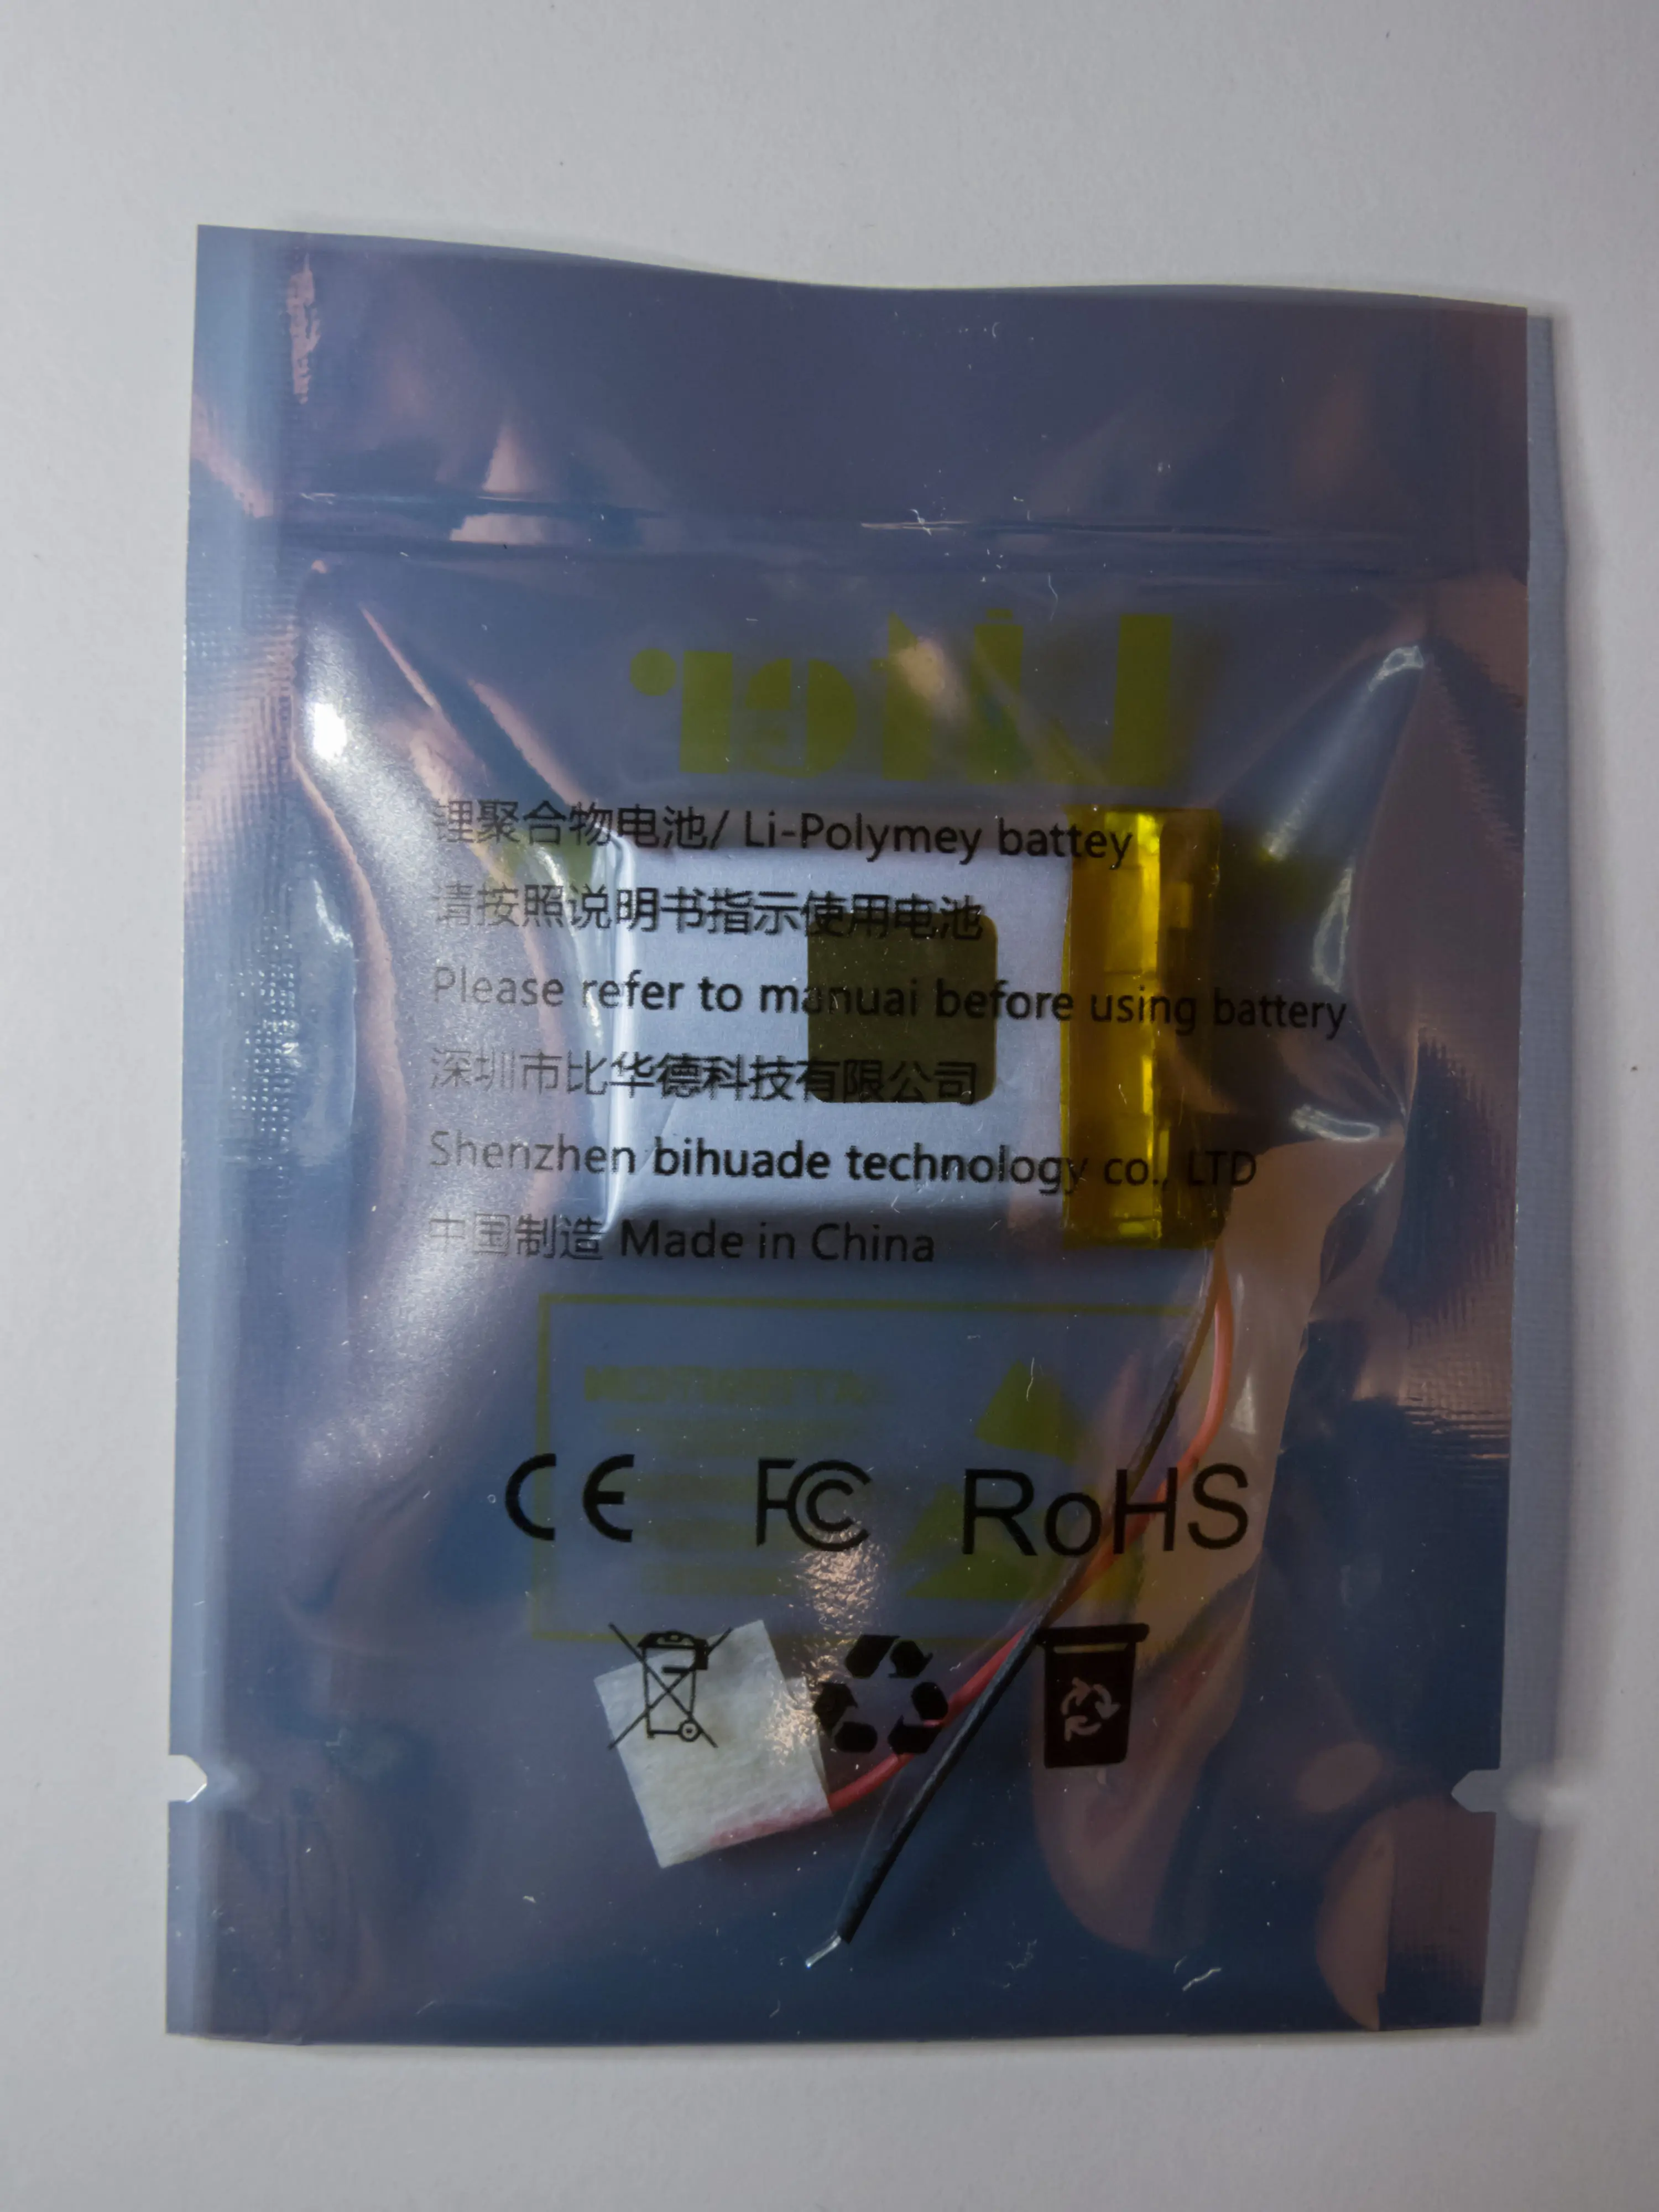 锂聚合物电池/ Li-Polymey battey
请按照说明书指示使用电池
Please refer to manuai before using battery
深圳市比华德科技有限公司
Shenzhen bihuade technology co., LTD
中国制造 Made in China
CE FC RoHS